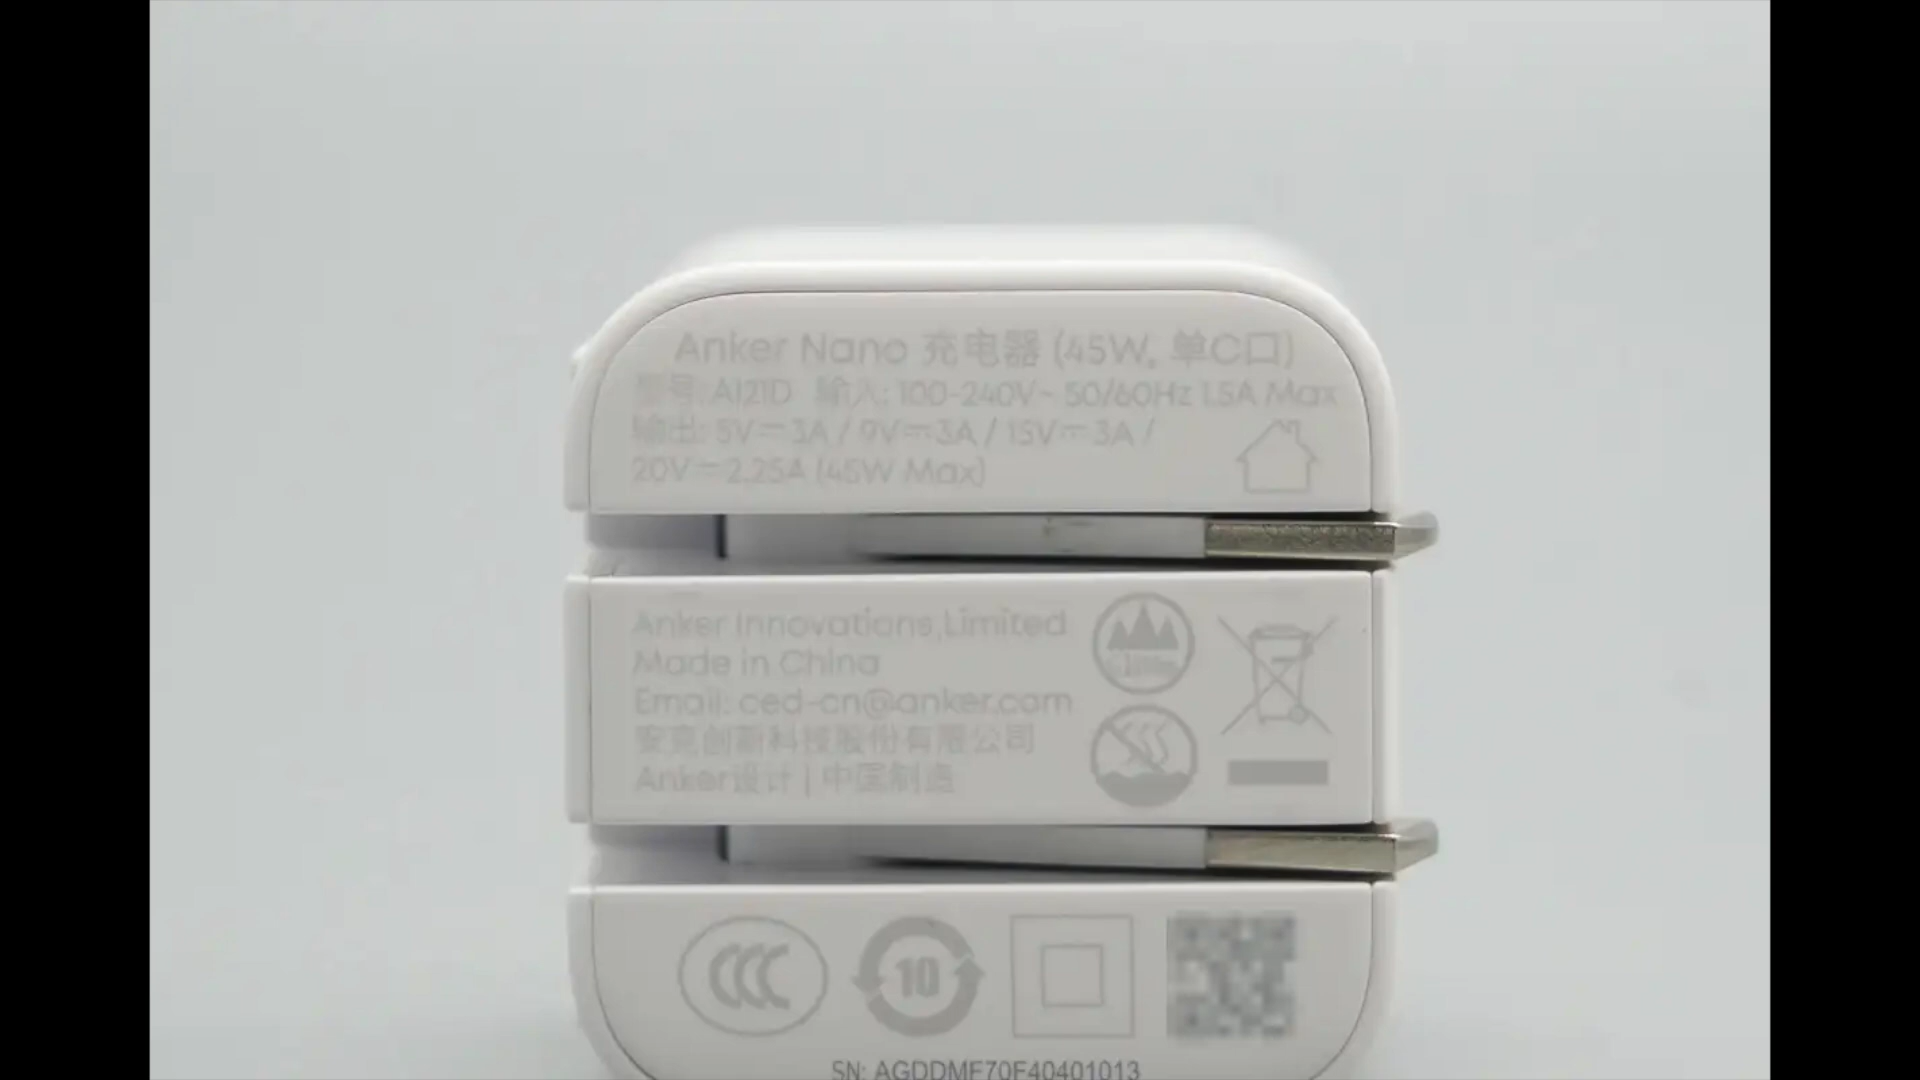 Anker Nano 充电器 (45W, 单C口)
型号: A121D 输入: 100-240V~ 50/60Hz 1.5A Max
输出: 5V⎓3A / 9V⎓3A / 15V⎓3A /
20V⎓2.25A (45W Max)
Anker Innovations,Limited
Made in China
Email: ced-cn@anker.com
安克创新科技股份有限公司
Anker设计 | 中国制造
CCC
10
SN: AGDDMF70F40401013